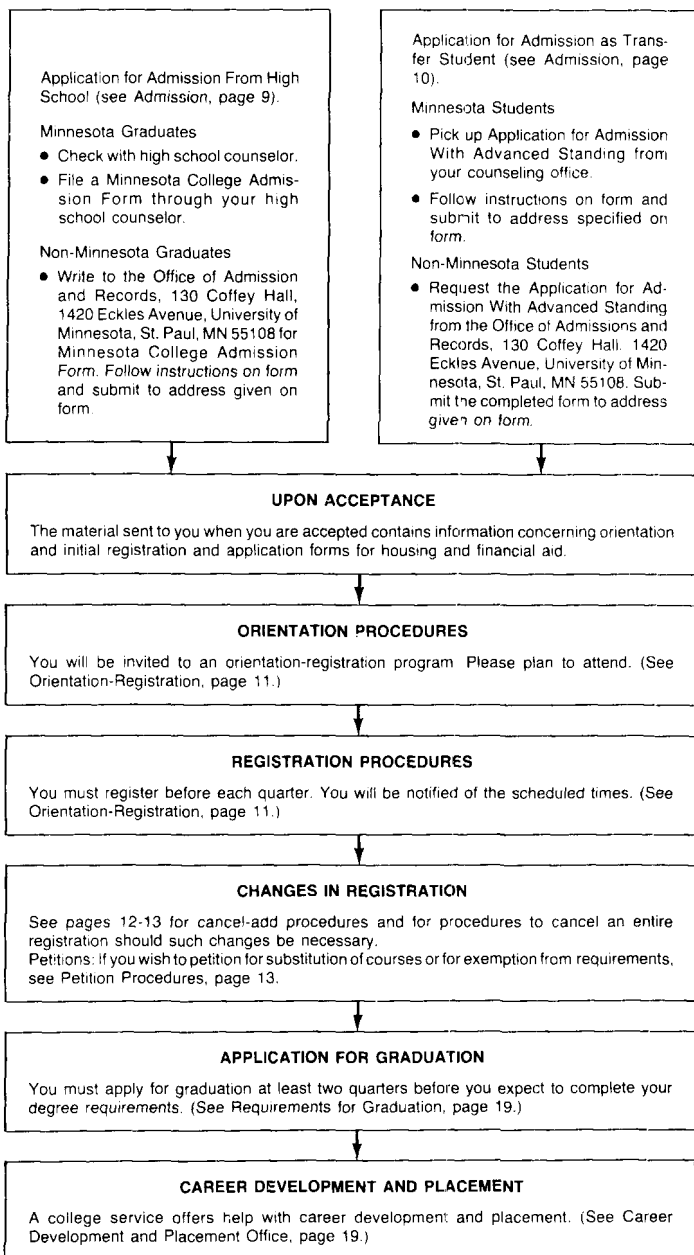 Application for Admission From High
School (see Admission, page 9).
Minnesota Graduates
• Check with high school counselor.
• File a Minnesota College Admis-
sion Form through your high
school counselor.
Non-Minnesota Graduates
• Write to the Office of Admission
and Records, 130 Coffey Hall,
1420 Eckles Avenue, University of
Minnesota, St. Paul, MN 55108 for
Minnesota College Admission
Form. Follow instructions on form
and submit to address given on
form.
Application for Admission as Trans-
fer Student (see Admission, page
10).
Minnesota Students
• Pick up Application for Admission
With Advanced Standing from
your counseling office.
• Follow instructions on form and
submit to address specified on
form.
Non-Minnesota Students
• Request the Application for Ad-
mission With Advanced Standing
from the Office of Admissions and
Records, 130 Coffey Hall. 1420
Eckles Avenue, University of Min-
nesota, St. Paul, MN 55108. Sub-
mit the completed form to address
given on form.
UPON ACCEPTANCE
The material sent to you when you are accepted contains information concerning orientation
and initial registration and application forms for housing and financial aid.
ORIENTATION PROCEDURES
You will be invited to an orientation-registration program Please plan to attend. (See
Orientation-Registration, page 11.)
REGISTRATION PROCEDURES
You must register before each quarter. You will be notified of the scheduled times. (See
Orientation-Registration, page 11.)
CHANGES IN REGISTRATION
See pages 12-13 for cancel-add procedures and for procedures to cancel an entire
registration should such changes be necessary.
Petitions: If you wish to petition for substitution of courses or for exemption from requirements,
see Petition Procedures, page 13.
APPLICATION FOR GRADUATION
You must apply for graduation at least two quarters before you expect to complete your
degree requirements. (See Requirements for Graduation, page 19.)
CAREER DEVELOPMENT AND PLACEMENT
A college service offers help with career development and placement. (See Career
Development and Placement Office, page 19.)